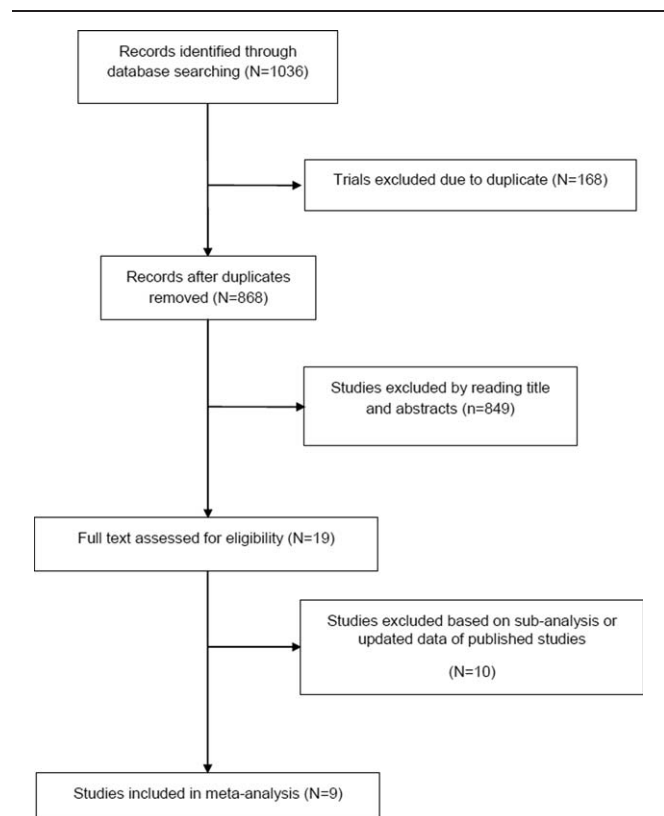 Records identified through
database searching (N=1036)
Trials excluded due to duplicate (N=168)
Records after duplicates
removed (N=868)
Studies excluded by reading title
and abstracts (n=849)
Full text assessed for eligibility (N=19)
Studies excluded based on sub-analysis or
updated data of published studies
(N=10)
Studies included in meta-analysis (N=9)